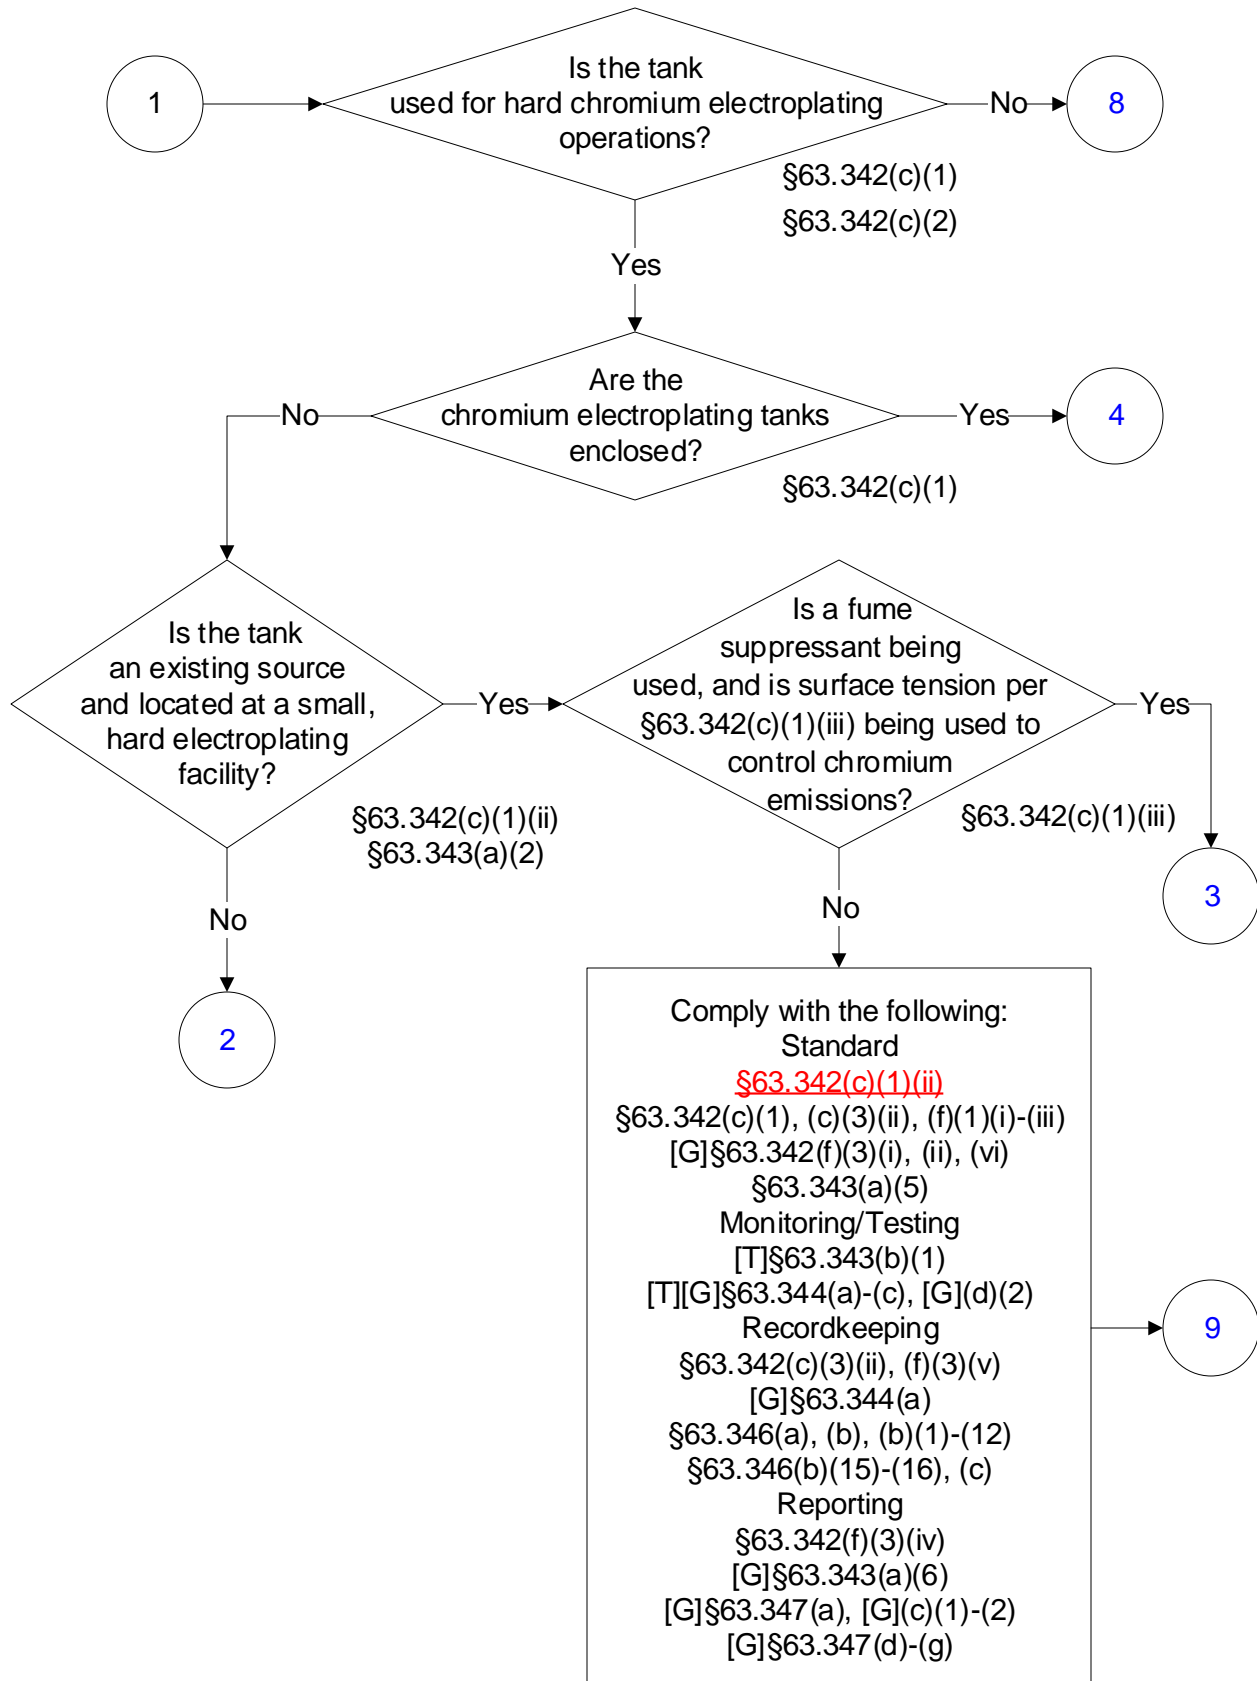 1
Is the tank
used for hard chromium electroplating
operations?
No
8
§63.342(c)(1)
§63.342(c)(2)
Yes
Are the
chromium electroplating tanks
enclosed?
No
Yes
4
§63.342(c)(1)
Is the tank
an existing source
and located at a small,
hard electroplating
facility?
Yes
§63.342(c)(1)(ii)
§63.343(a)(2)
No
2
Is a fume
suppressant being
used, and is surface tension per
§63.342(c)(1)(iii) being used to
control chromium
emissions?
Yes
§63.342(c)(1)(iii)
3
No
Comply with the following:
Standard
§63.342(c)(1)(ii)
§63.342(c)(1), (c)(3)(ii), (f)(1)(i)-(iii)
[G]§63.342(f)(3)(i), (ii), (vi)
§63.343(a)(5)
Monitoring/Testing
[T]§63.343(b)(1)
[T][G]§63.344(a)-(c), [G](d)(2)
Recordkeeping
§63.342(c)(3)(ii), (f)(3)(v)
[G]§63.344(a)
§63.346(a), (b), (b)(1)-(12)
§63.346(b)(15)-(16), (c)
Reporting
§63.342(f)(3)(iv)
[G]§63.343(a)(6)
[G]§63.347(a), [G](c)(1)-(2)
[G]§63.347(d)-(g)
9